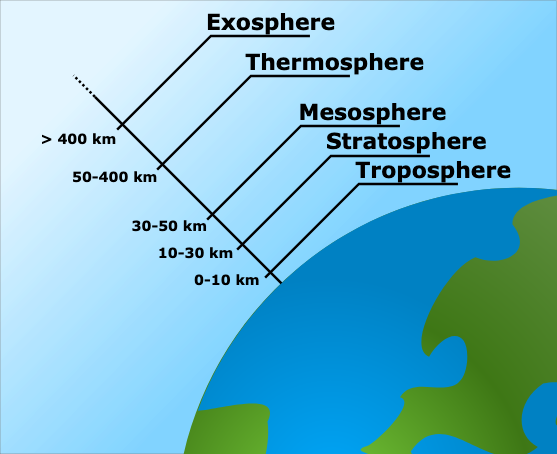 Exosphere
Thermosphere
Mesosphere
Stratosphere
Troposphere
> 400 km
50-400 km
30-50 km
10-30 km
0-10 km